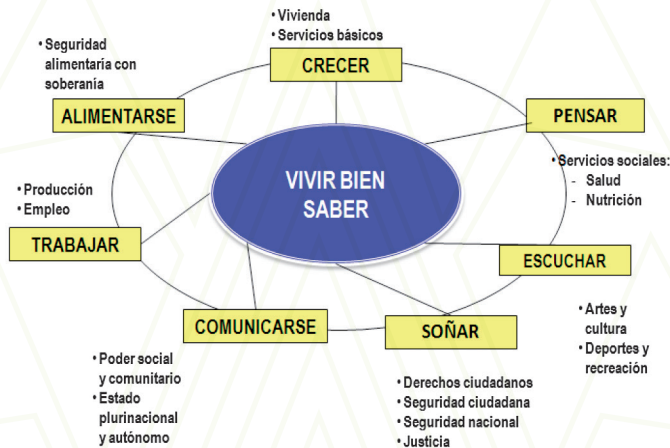 • Vivienda
• Servicios básicos
CRECER
• Seguridad
alimentaría con
soberanía
ALIMENTARSE
PENSAR
• Servicios sociales:
- Salud
- Nutrición
VIVIR BIEN
SABER
• Producción
• Empleo
TRABAJAR
ESCUCHAR
• Artes y
cultura
• Deportes y
recreación
COMUNICARSE
• Poder social
y comunitario
• Estado
plurinacional
y autónomo
SOÑAR
• Derechos ciudadanos
• Seguridad ciudadana
• Seguridad nacional
• Justicia